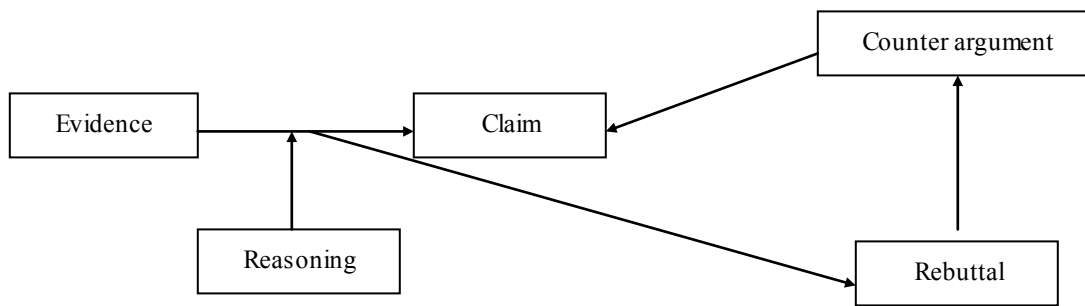 Counter argument
Evidence
Claim
Reasoning
Rebuttal